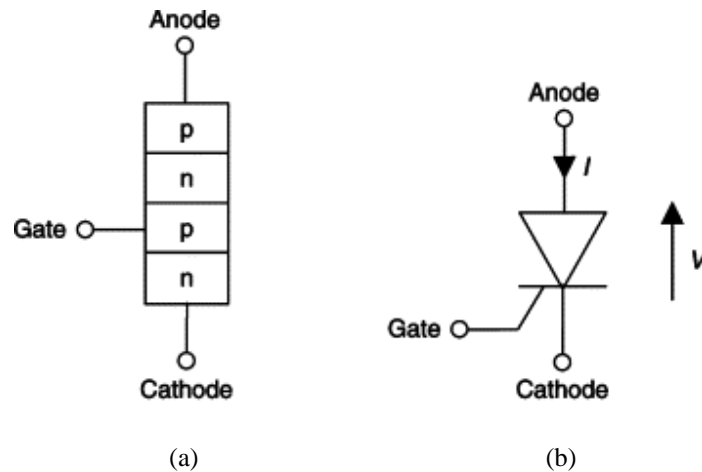 Anode
p
n
Gate
p
n
Cathode
(a)
Anode
I
V
Gate
Cathode
(b)